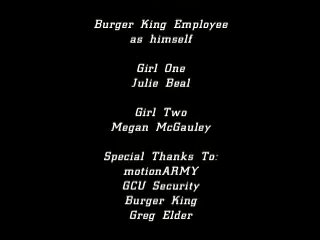 Burger King Employee
as himself
Girl One
Julie Beal
Girl Two
Megan McGauley
Special Thanks To:
motionARMY
GCU Security
Burger King
Greg Elder